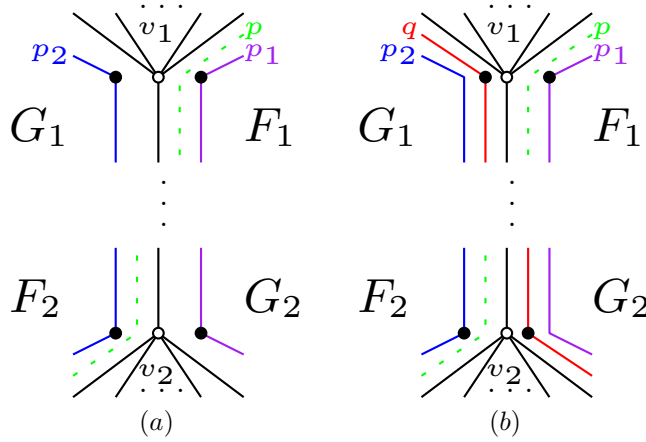 . . . . . .
v₁ p q v₁ p
p₂ p₁ p₂ p₁
G₁ F₁ G₁ F₁
F₂ G₂ F₂ G₂
v₂ v₂
. . . . . .
(a) (b)